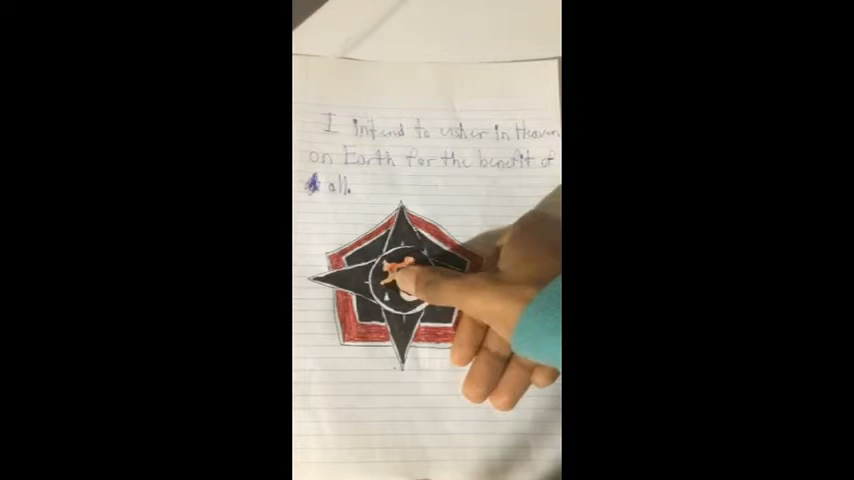 I intend to usher in Heaven
on Earth for the benefit of
all.